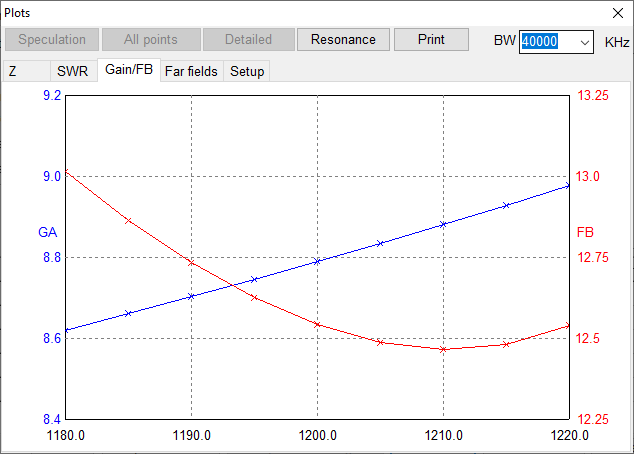 Plots
Speculation All points Detailed Resonance Print BW 40000 KHz
Z SWR Gain/FB Far fields Setup
9.2 13.25
9.0 13.0
GA FB
8.8 12.75
8.6 12.5
8.4 12.25
1180.0 1190.0 1200.0 1210.0 1220.0